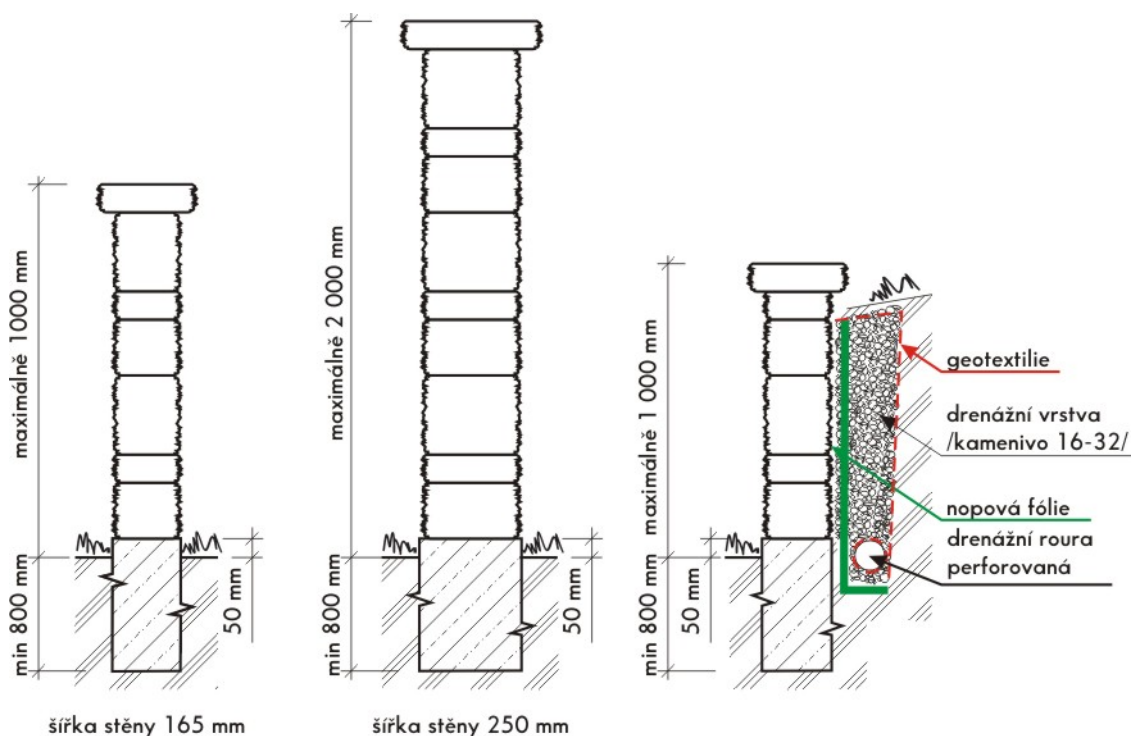 maximálně 1000 mm
min 800 mm
50 mm
šířka stěny 165 mm
maximálně 2 000 mm
min 800 mm
50 mm
šířka stěny 250 mm
maximálně 1 000 mm
min 800 mm
50 mm
geotextilie
drenážní vrstva
/kamenivo 16-32/
nopová fólie
drenážní roura
perforovaná